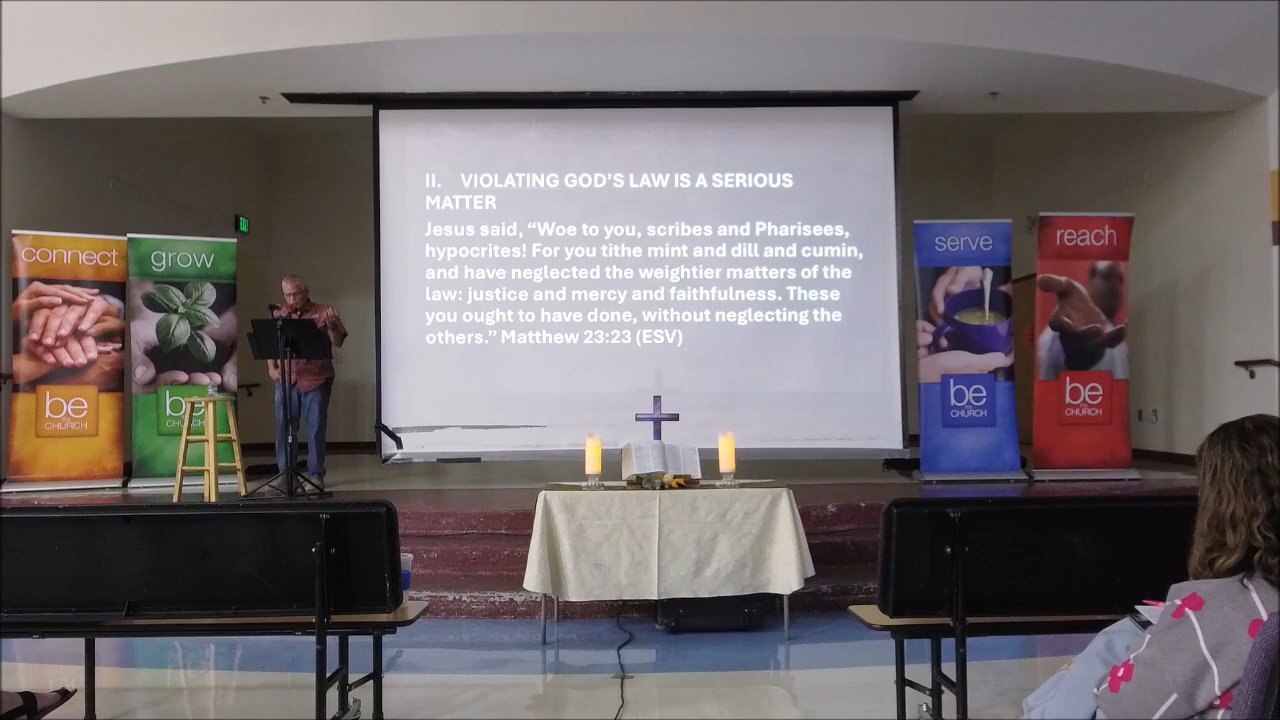 II. VIOLATING GOD'S LAW IS A SERIOUS
MATTER
Jesus said, “Woe to you, scribes and Pharisees,
hypocrites! For you tithe mint and dill and cumin,
and have neglected the weightier matters of the
law: justice and mercy and faithfulness. These
you ought to have done, without neglecting the
others.” Matthew 23:23 (ESV)
connect
be
CHURCH
grow
be
EXIT
serve
be
the
CHURCH
reach
be
the
CHURCH